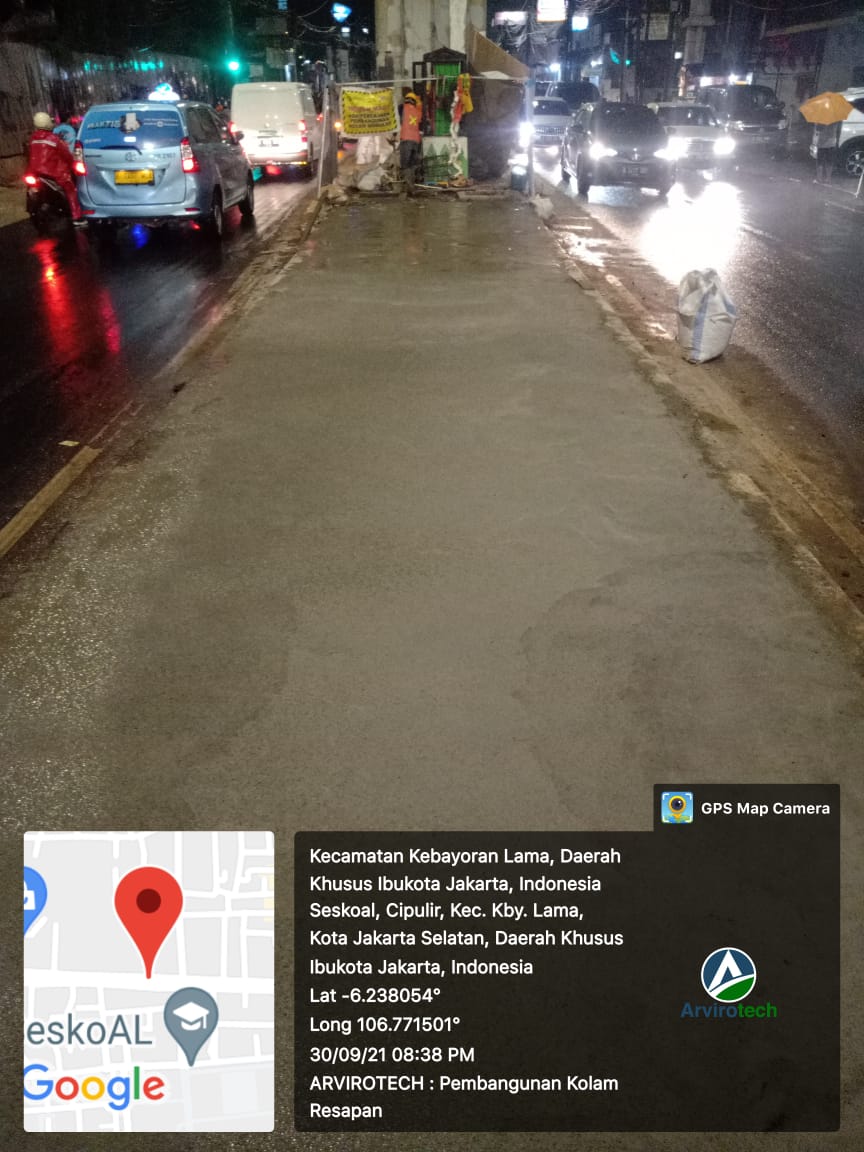 GPS Map Camera
Kecamatan Kebayoran Lama, Daerah
Khusus Ibukota Jakarta, Indonesia
Seskoal, Cipulir, Kec. Kby. Lama,
Kota Jakarta Selatan, Daerah Khusus
Ibukota Jakarta, Indonesia
Lat -6.238054°
Long 106.771501°
30/09/21 08:38 PM
ARVIROTECH : Pembangunan Kolam
Resapan
Arvirotech
eskoAL
Google